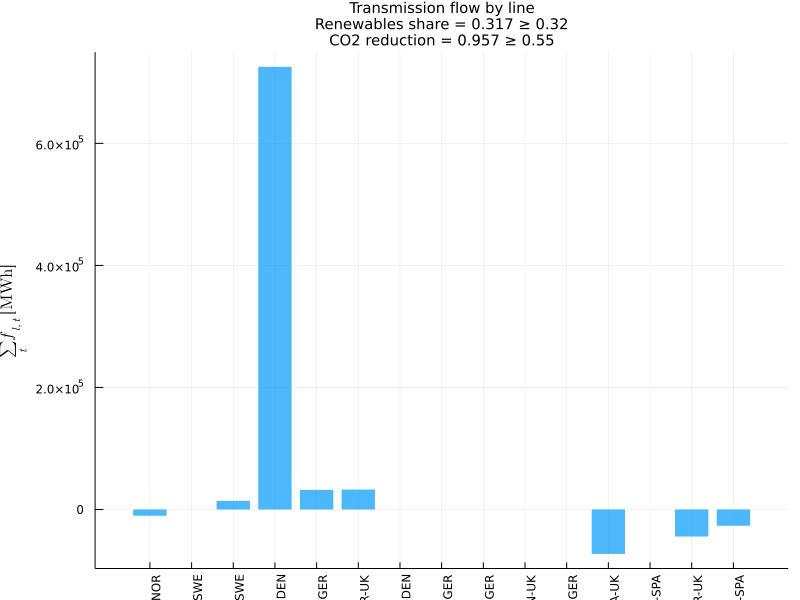 Transmission flow by line
Renewables share = 0.317 ≥ 0.32
CO2 reduction = 0.957 ≥ 0.55
6.0×10⁵
4.0×10⁵
2.0×10⁵
0
∑ₜ f_{l,t} [MWh]
NOR
SWE
SWE
DEN
GER
R-UK
DEN
GER
GER
N-UK
GER
A-UK
-SPA
R-UK
-SPA